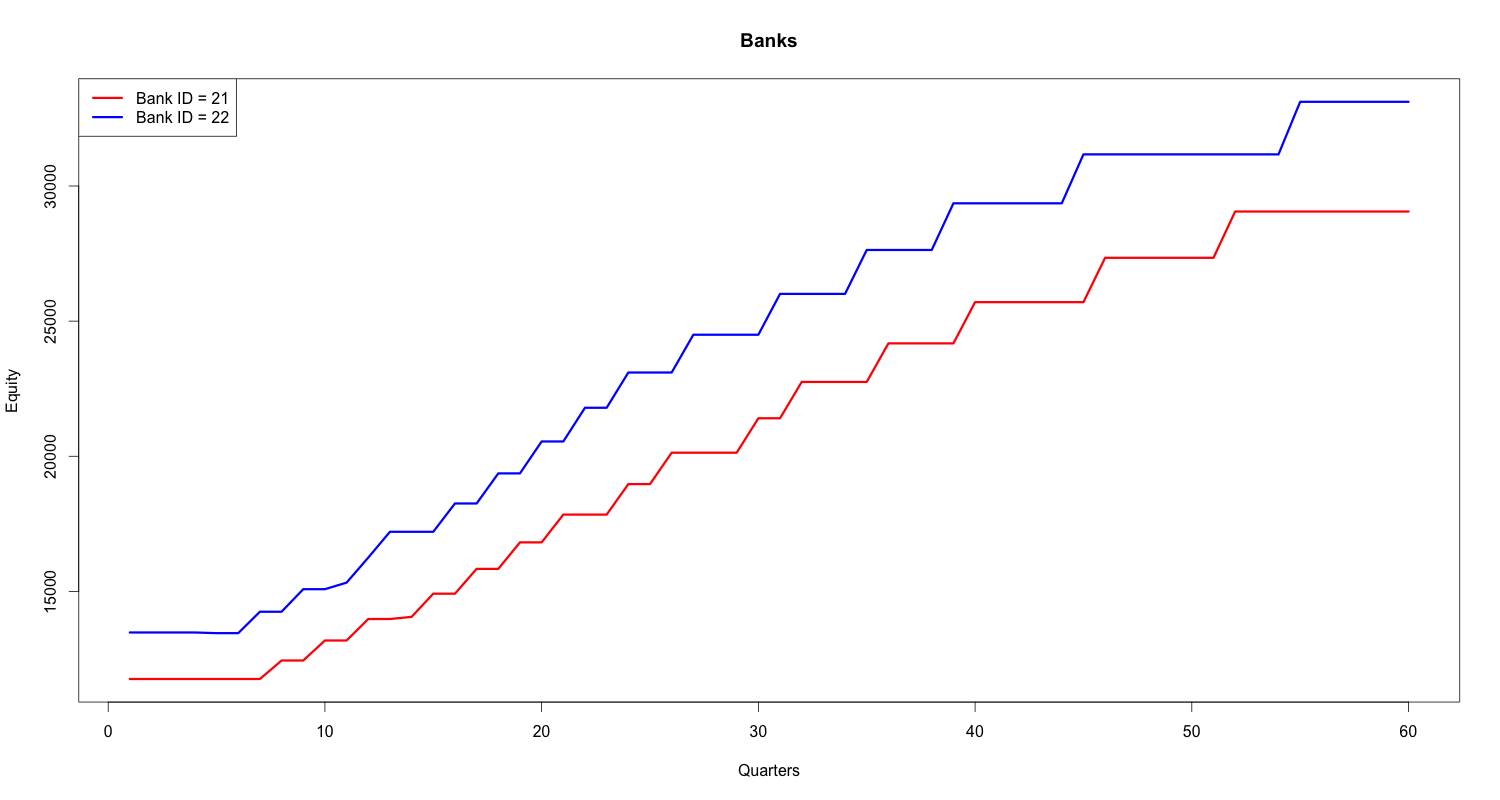 Banks
Bank ID = 21
Bank ID = 22
30000
25000
20000
15000
Equity
0 10 20 30 40 50 60
Quarters